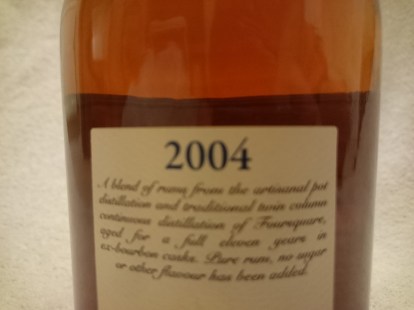 2004
A blend of rums from the artisanal pot
distillation and traditional twin column
continuous distillation of Foursquare,
aged for a full eleven years in
ex-bourbon casks. Pure rum, no sugar
or other flavour has been added.